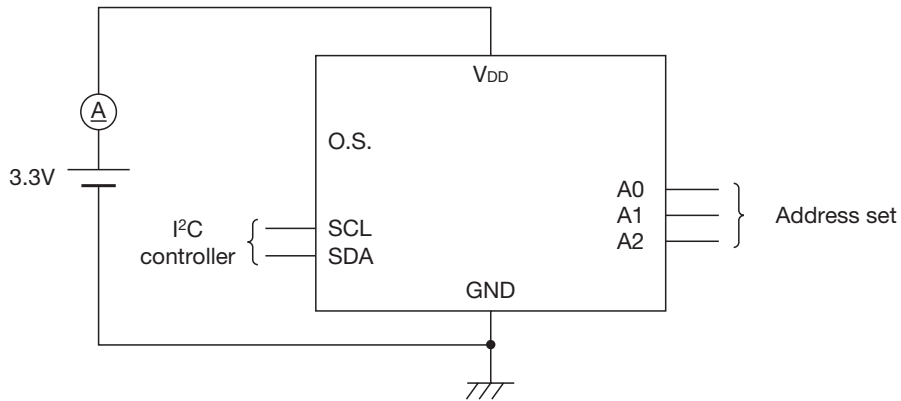 VDD
A
O.S.
3.3V
A0
I²C
SCL
A1
Address set
controller
SDA
A2
GND